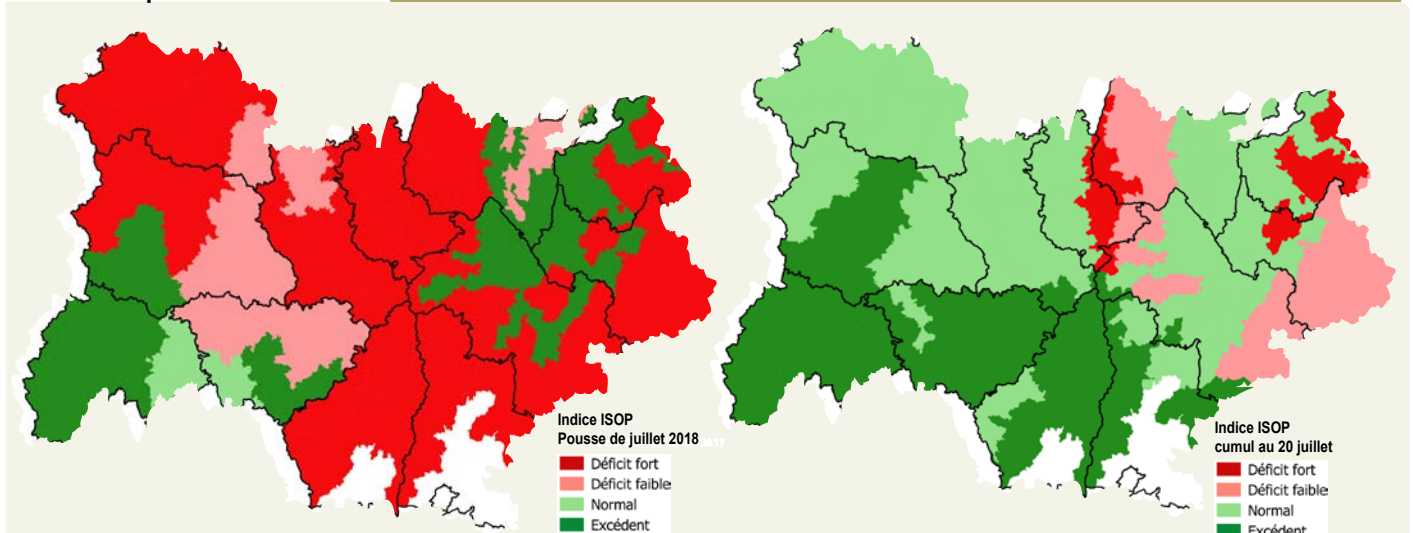 Indice ISOP
Pousse de juillet 2018
Déficit fort
Déficit faible
Normal
Excédent
Indice ISOP
cumul au 20 juillet
Déficit fort
Déficit faible
Normal
Excédent